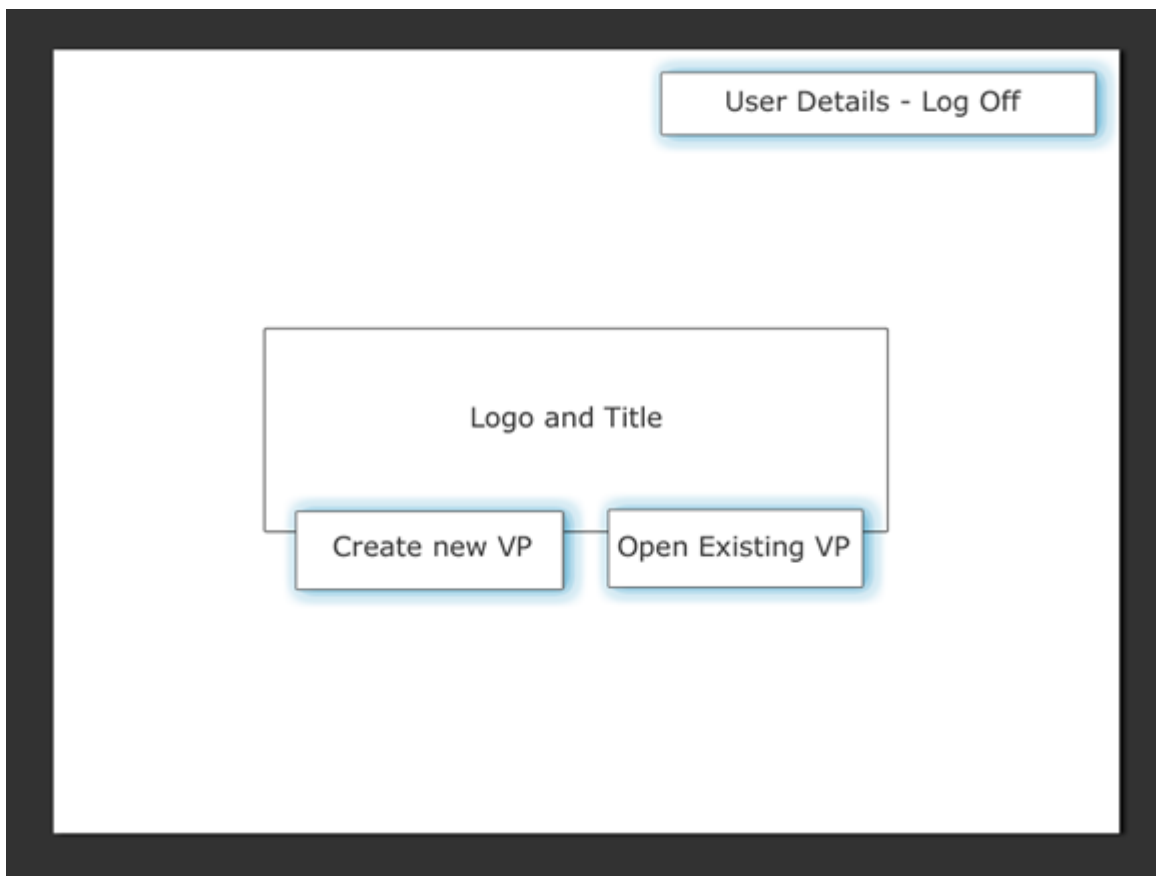 User Details - Log Off
Logo and Title
Create new VP
Open Existing VP